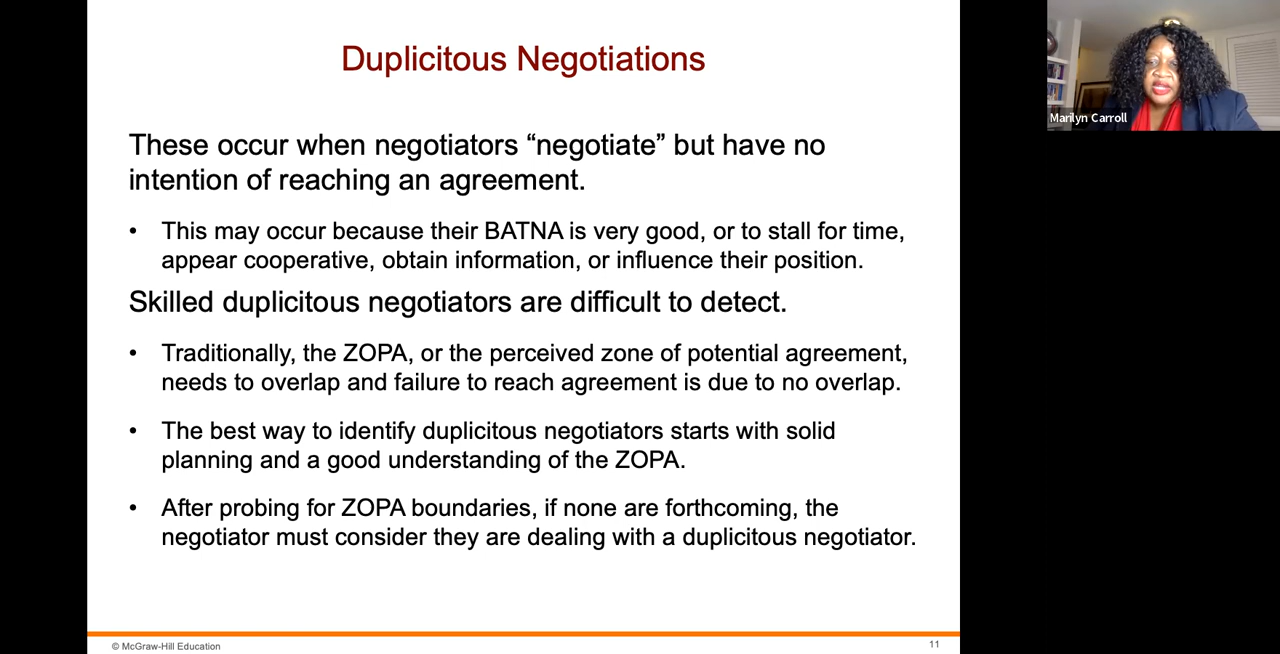 Duplicitous Negotiations
These occur when negotiators “negotiate” but have no
intention of reaching an agreement.
• This may occur because their BATNA is very good, or to stall for time,
appear cooperative, obtain information, or influence their position.
Skilled duplicitous negotiators are difficult to detect.
• Traditionally, the ZOPA, or the perceived zone of potential agreement,
needs to overlap and failure to reach agreement is due to no overlap.
• The best way to identify duplicitous negotiators starts with solid
planning and a good understanding of the ZOPA.
• After probing for ZOPA boundaries, if none are forthcoming, the
negotiator must consider they are dealing with a duplicitous negotiator.
© McGraw-Hill Education
11
Marilyn Carroll